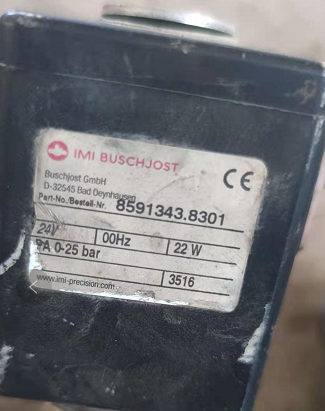 IMI BUSCHJOST
Buschjost GmbH
D-32545 Bad Oeynhausen
Part-No./Bestell-Nr. 8591343.8301
24V 00Hz 22 W
PA 0-25 bar
www.imi-precision.com 3516
CE